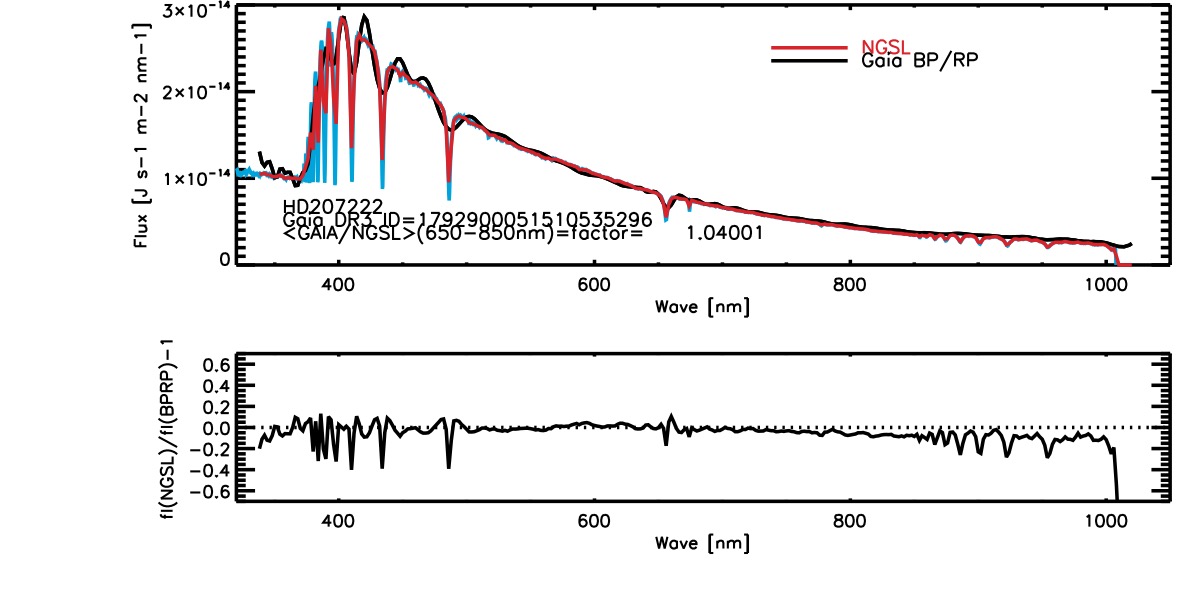 3×10⁻¹⁴
2×10⁻¹⁴
1×10⁻¹⁴
0
Flux [J s−1 m−2 nm−1]
NGSL
Gaia BP/RP
HD207222
Gaia DR3 ID=1792900051510535296
<GAIA/NGSL>(650−850nm)=factor= 1.04001
400 600 800 1000
Wave [nm]
fl(NGSL)/fl(BPRP)−1
0.6
0.4
0.2
0.0
−0.2
−0.4
−0.6
400 600 800 1000
Wave [nm]